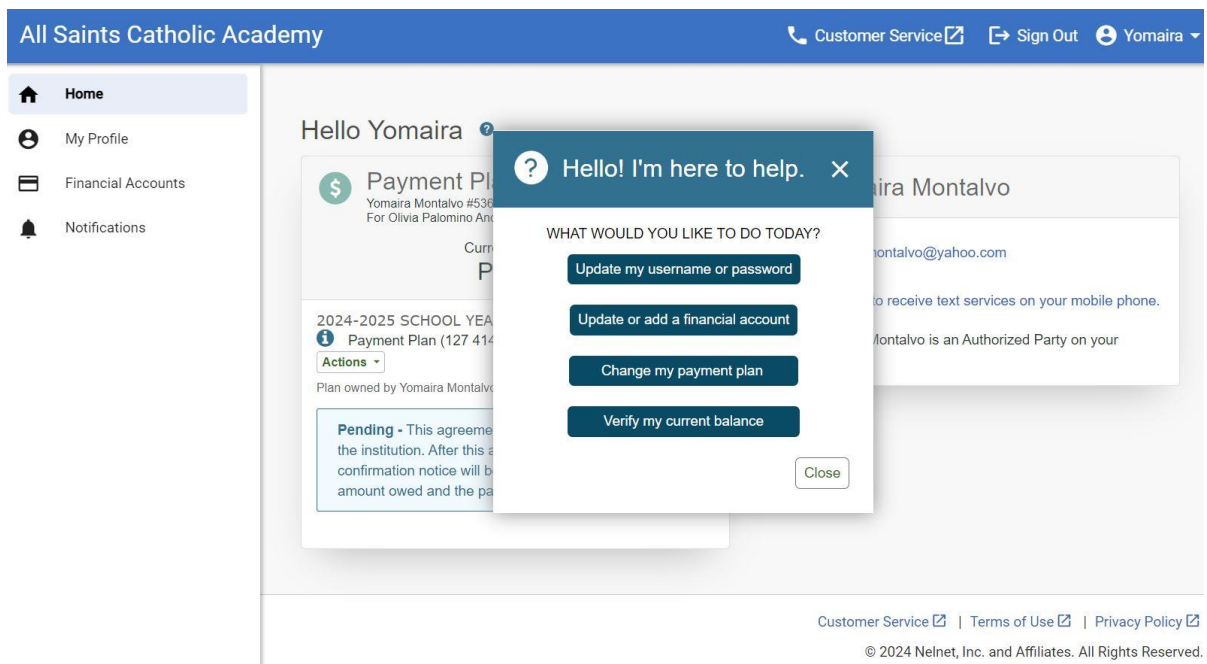 All Saints Catholic Academy
Customer Service
Sign Out
Yomaira
Home
My Profile
Financial Accounts
Notifications
Hello Yomaira
Payment Pl
Yomaira Montalvo #536
For Olivia Palomino And
Curr
P
2024-2025 SCHOOL YEA
Payment Plan (127 414
Actions
Plan owned by Yomaira Montalvo
Pending - This agreeme
the institution. After this a
confirmation notice will b
amount owed and the pa
? Hello! I'm here to help. ×
WHAT WOULD YOU LIKE TO DO TODAY?
Update my username or password
Update or add a financial account
Change my payment plan
Verify my current balance
Close
ira Montalvo
montalvo@yahoo.com
to receive text services on your mobile phone.
Montalvo is an Authorized Party on your
Customer Service | Terms of Use | Privacy Policy
© 2024 Nelnet, Inc. and Affiliates. All Rights Reserved.